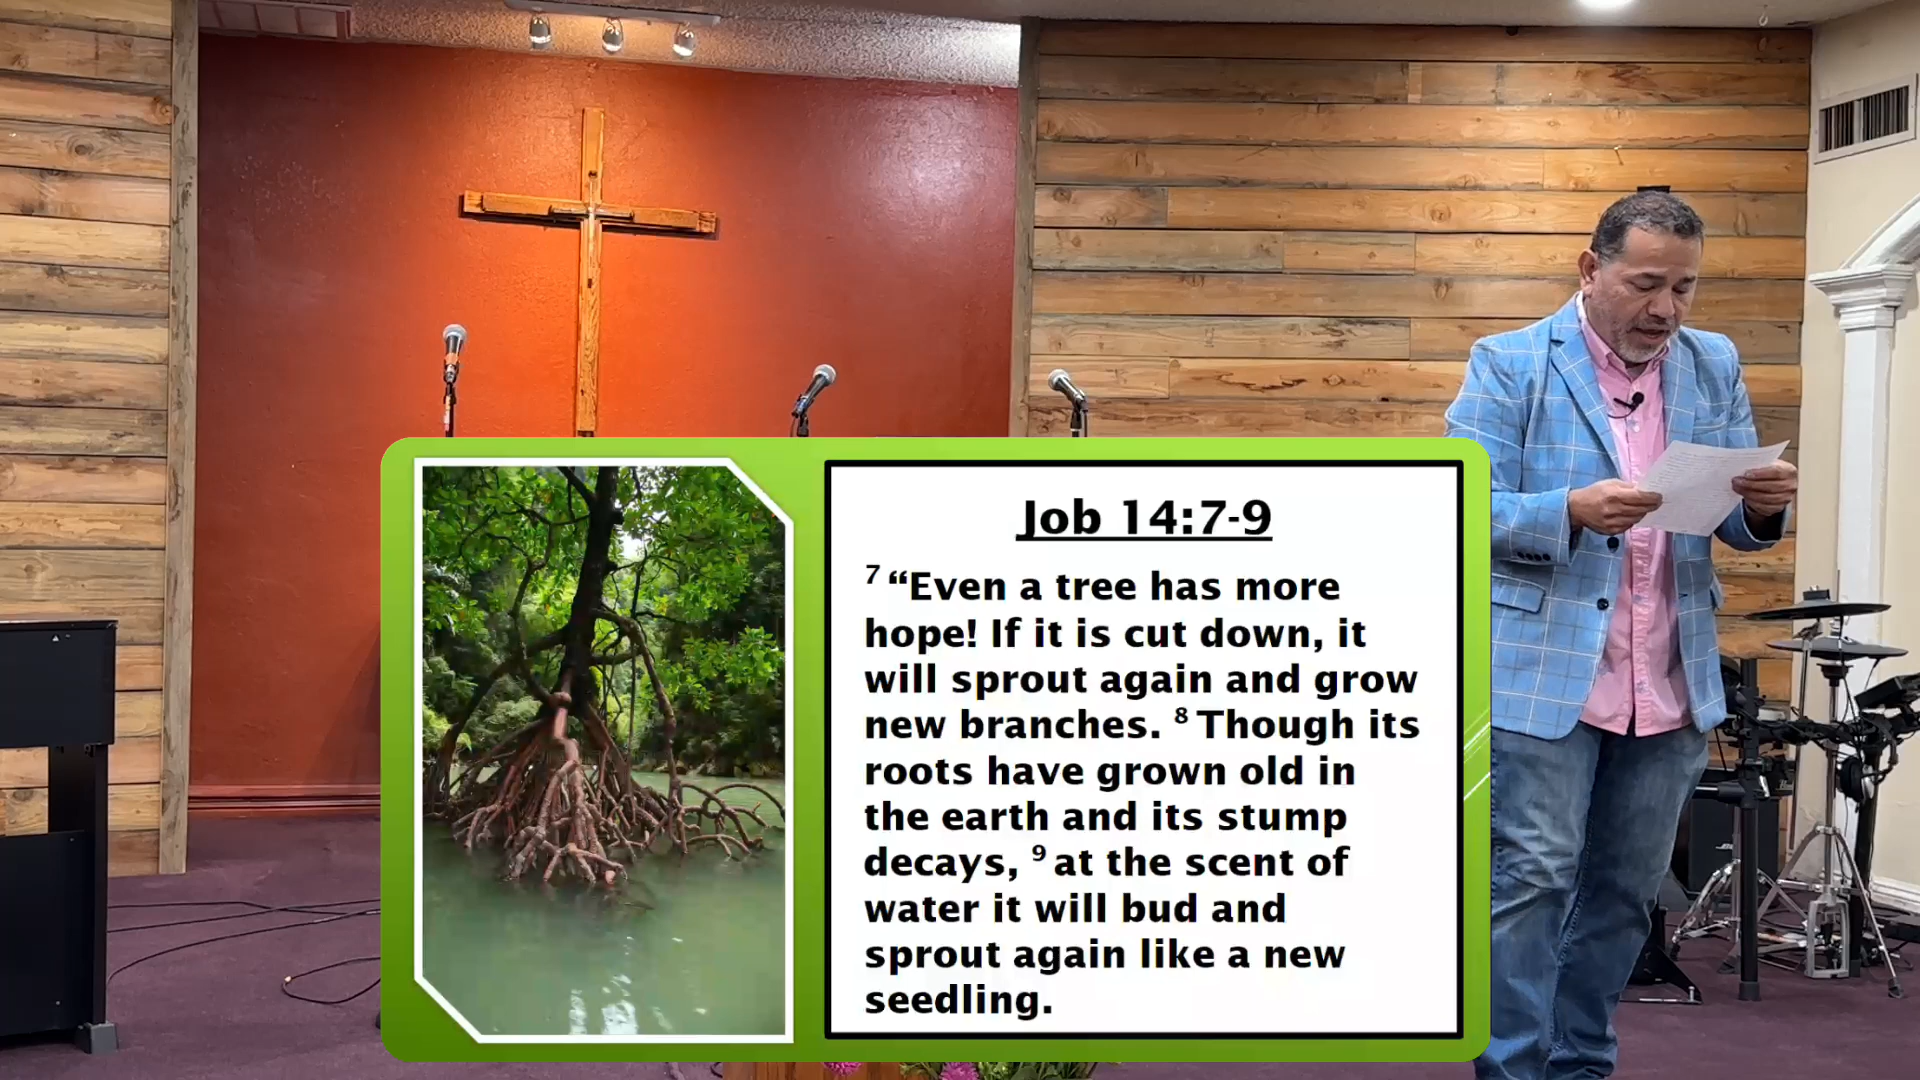 Job 14:7-9
7 “Even a tree has more
hope! If it is cut down, it
will sprout again and grow
new branches. 8 Though its
roots have grown old in
the earth and its stump
decays, 9 at the scent of
water it will bud and
sprout again like a new
seedling.